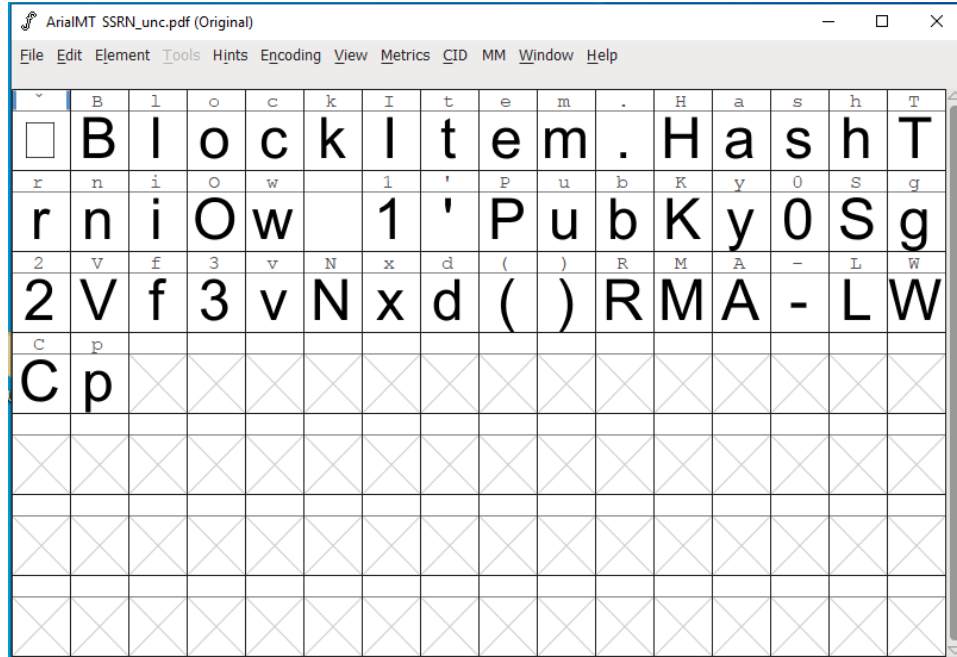 ArialMT SSRN_unc.pdf (Original)
File Edit Element Tools Hints Encoding View Metrics CID MM Window Help
ˇ B l o c k I t e m . H a s h T
B l o c k I t e m . H a s h T
r n i O w 1 ' P u b K y 0 S g
r n i O w 1 ' P u b K y 0 S g
2 V f 3 v N x d ( ) R M A - L W
2 V f 3 v N x d ( ) R M A - L W
C p
C p